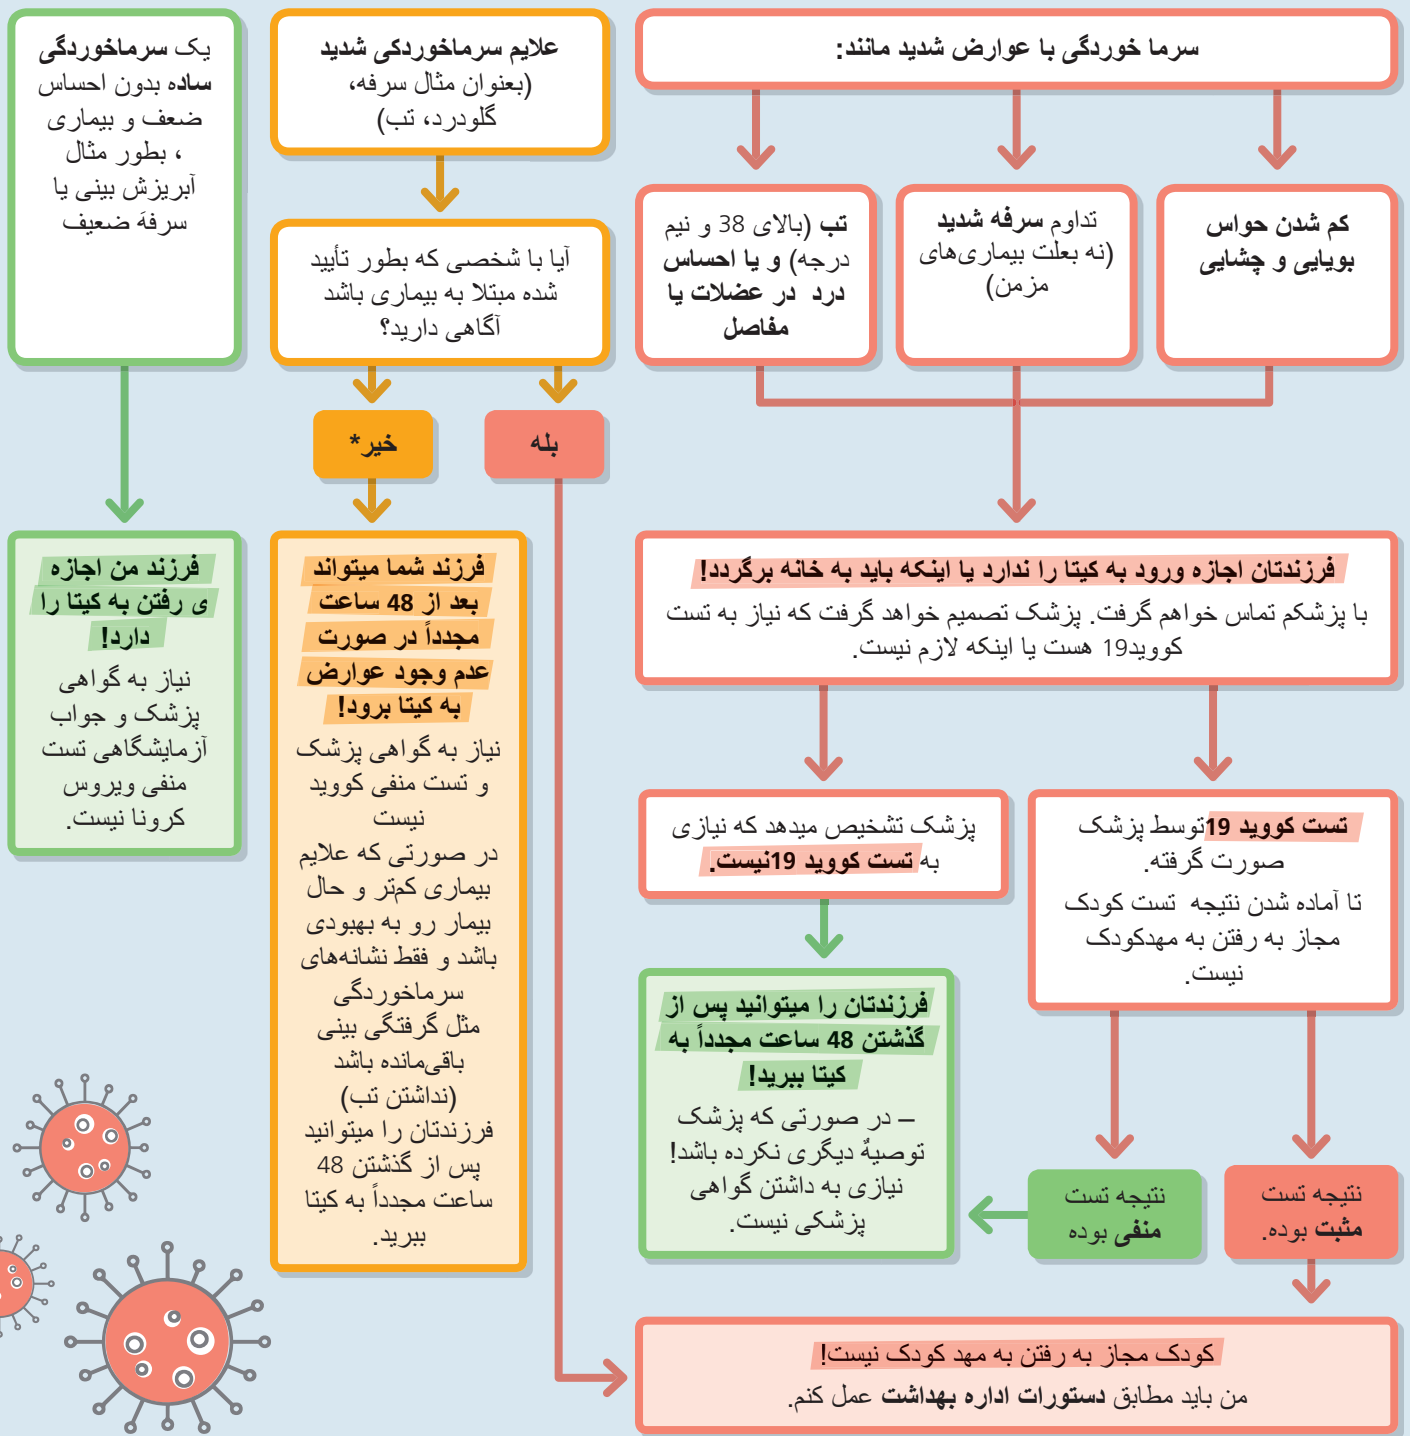 سرما خوردگی با عوارض شدید مانند:
کم شدن حواس
بویایی و چشایی
تداوم سرفه شدید
(نه بعلت بیماری‌های
مزمن)
تب (بالای 38 و نیم
درجه) و یا احساس
درد در عضلات یا
مفاصل
علایم سرماخوردکی شدید
(بعنوان مثال سرفه،
گلودرد، تب)
آیا با شخصی که بطور تأیید
شده مبتلا به بیماری باشد
آگاهی دارید؟
بله
خیر*
یک سرماخوردگی
ساده بدون احساس
ضعف و بیماری
، بطور مثال
آبریزش بینی یا
سرفهَ ضعیف
فرزندتان اجازه ورود به کیتا را ندارد یا اینکه باید به خانه برگردد!
با پزشکم تماس خواهم گرفت. پزشک تصمیم خواهد گرفت که نیاز به تست
کووید19 هست یا اینکه لازم نیست.
تست کووید 19توسط پزشک
صورت گرفته.
تا آماده شدن نتیجه تست کودک
مجاز به رفتن به مهدکودک
نیست.
پزشک تشخیص میدهد که نیازی
به تست کووید 19نیست.
فرزندتان را میتوانید پس از
گذشتن 48 ساعت مجدداً به
کیتا ببرید!
– در صورتی که پزشک
توصیهٌ دیگری نکرده باشد!
نیازی به داشتن گواهی
پزشکی نیست.
نتیجه تست
مثبت بوده.
نتیجه تست
منفی بوده
کودک مجاز به رفتن به مهد کودک نیست!
من باید مطابق دستورات اداره بهداشت عمل کنم.
فرزند شما میتواند
بعد از 48 ساعت
مجدداً در صورت
عدم وجود عوارض
به کیتا برود!
نیاز به گواهی پزشک
و تست منفی کووید
نیست
در صورتی که علایم
بیماری کم‌تر و حال
بیمار رو به بهبودی
باشد و فقط نشانه‌های
سرماخوردگی
مثل گرفتگی بینی
باقی‌مانده باشد
(نداشتن تب)
فرزندتان را میتوانید
پس از گذشتن 48
ساعت مجدداً به کیتا
ببرید.
فرزند من اجازه
ی رفتن به کیتا را
دارد!
نیاز به گواهی
پزشک و جواب
آزمایشگاهی تست
منفی ویروس
کرونا نیست.